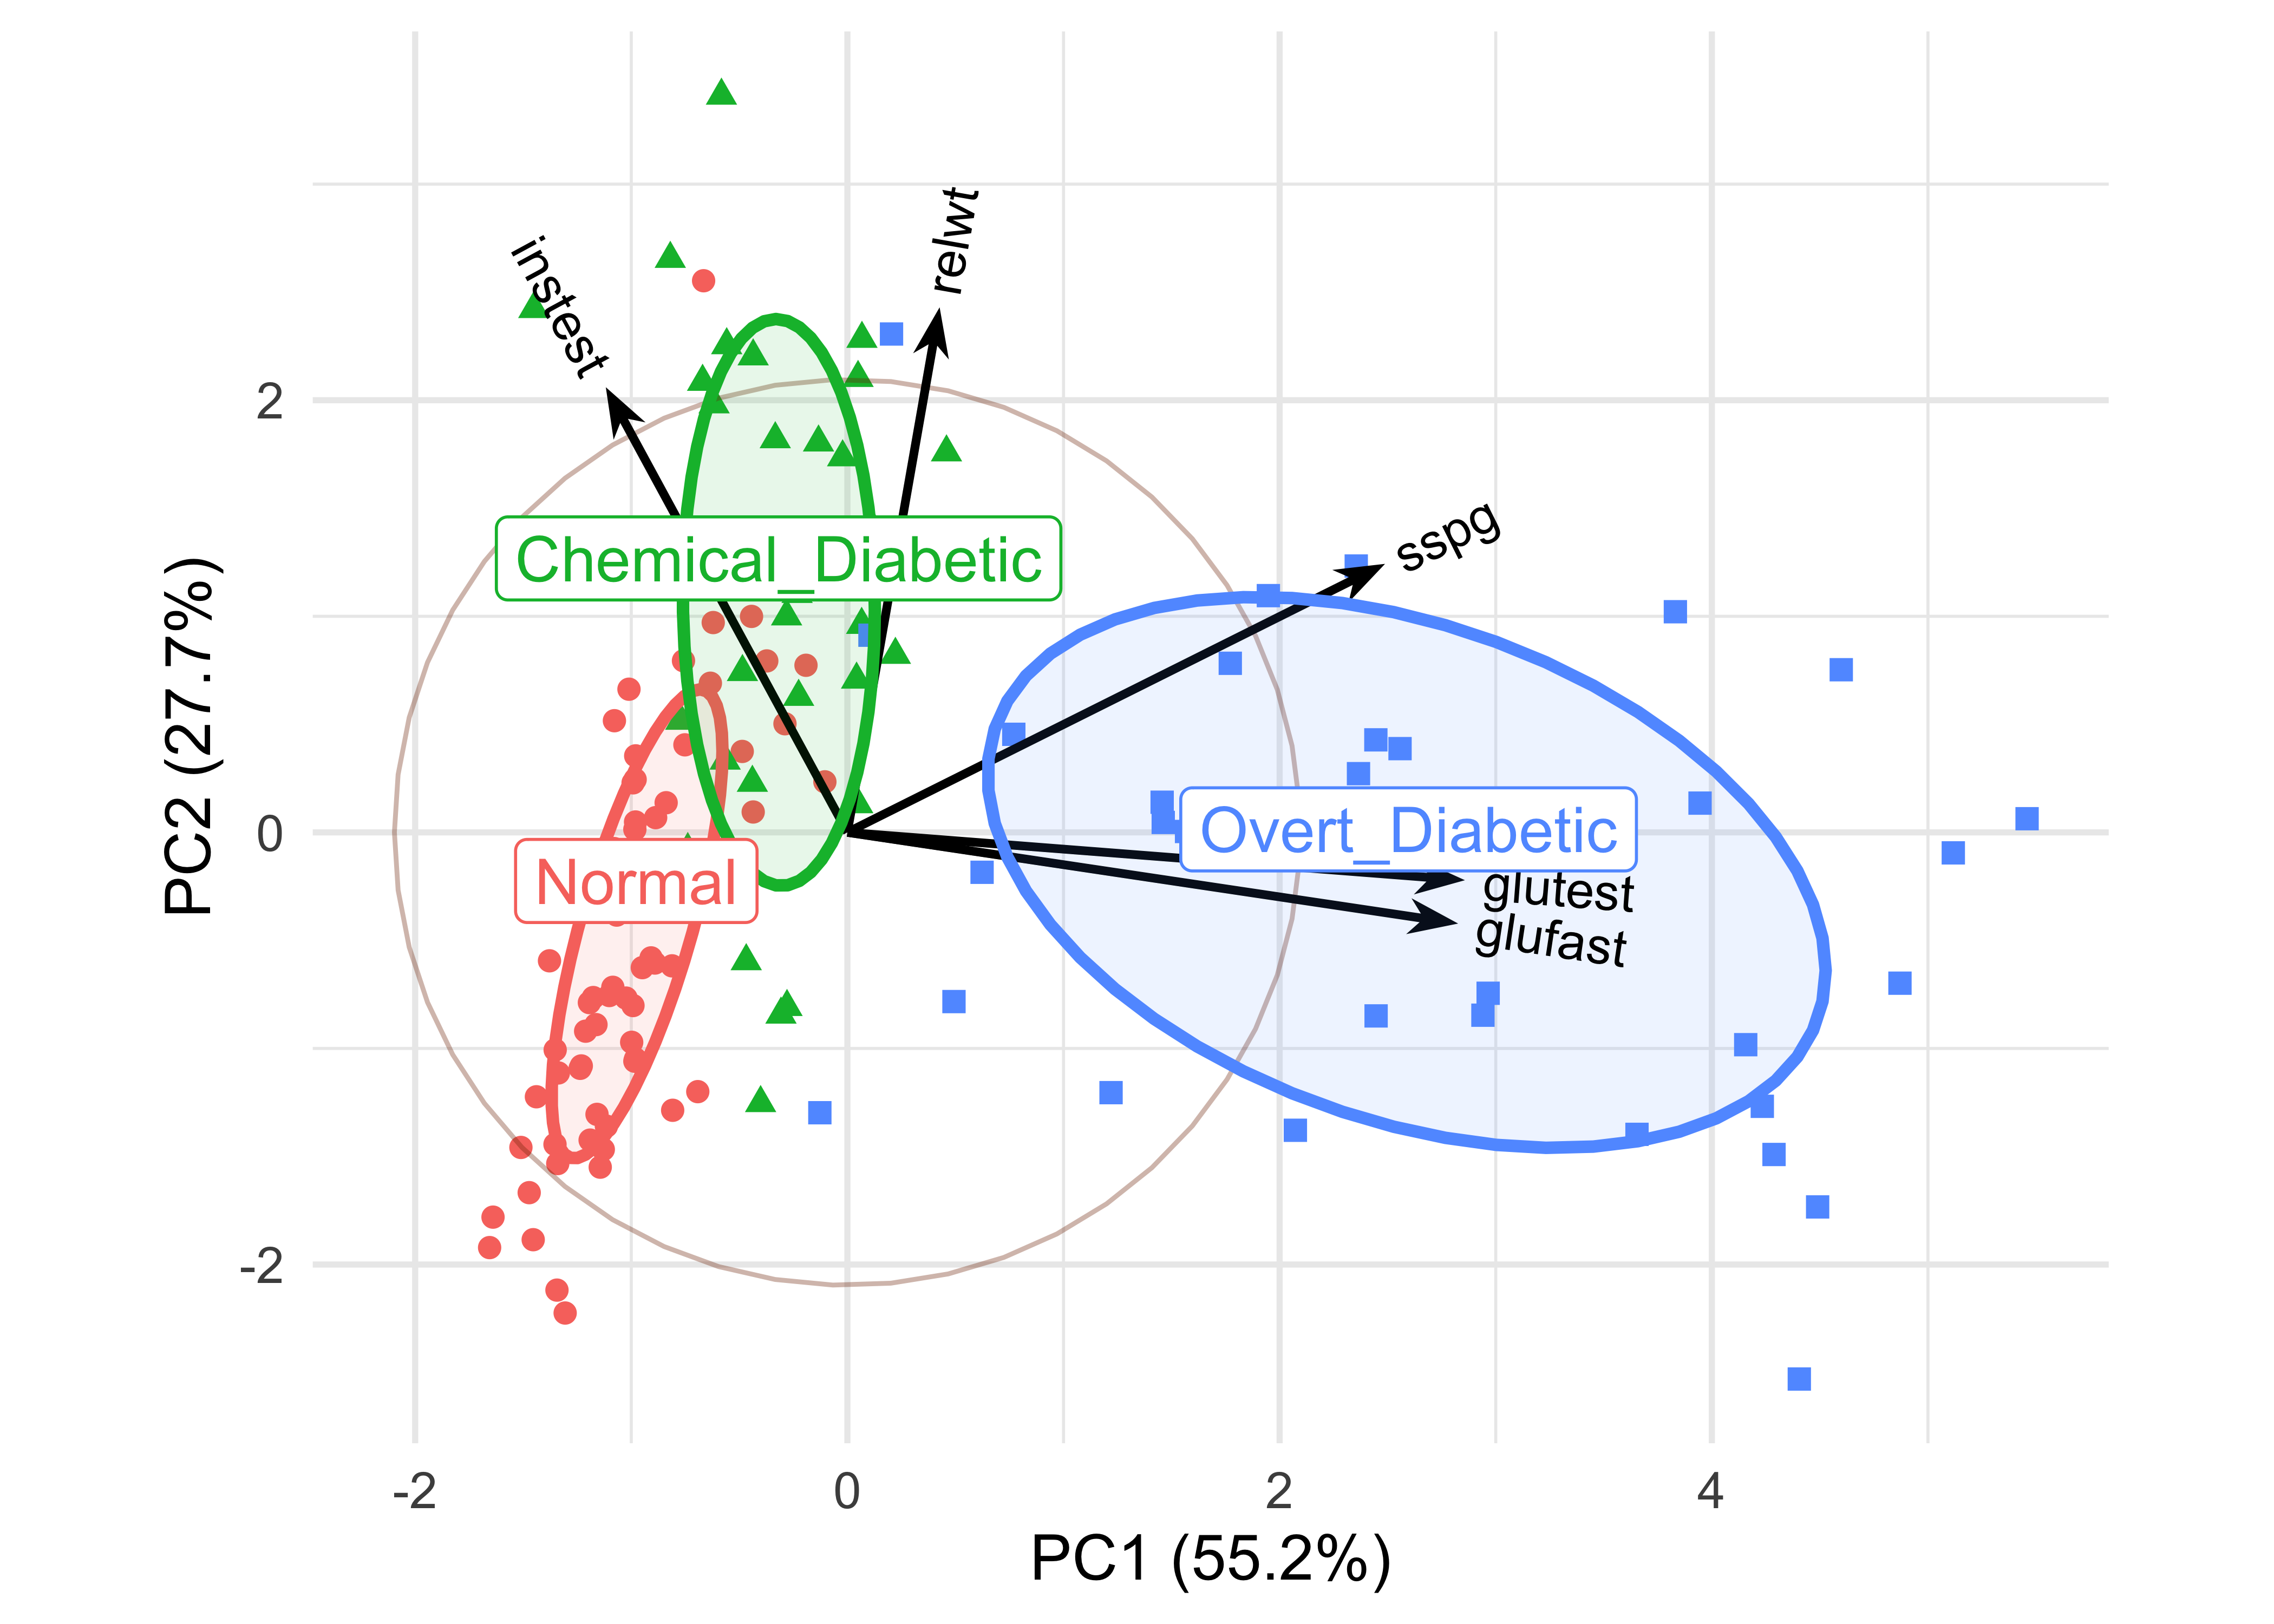 relwt
instest
2
sspg
Chemical_Diabetic
PC2 (27.7%)
0
Overt_Diabetic
Normal
glutest
glufast
-2
-2
0
2
4
PC1 (55.2%)